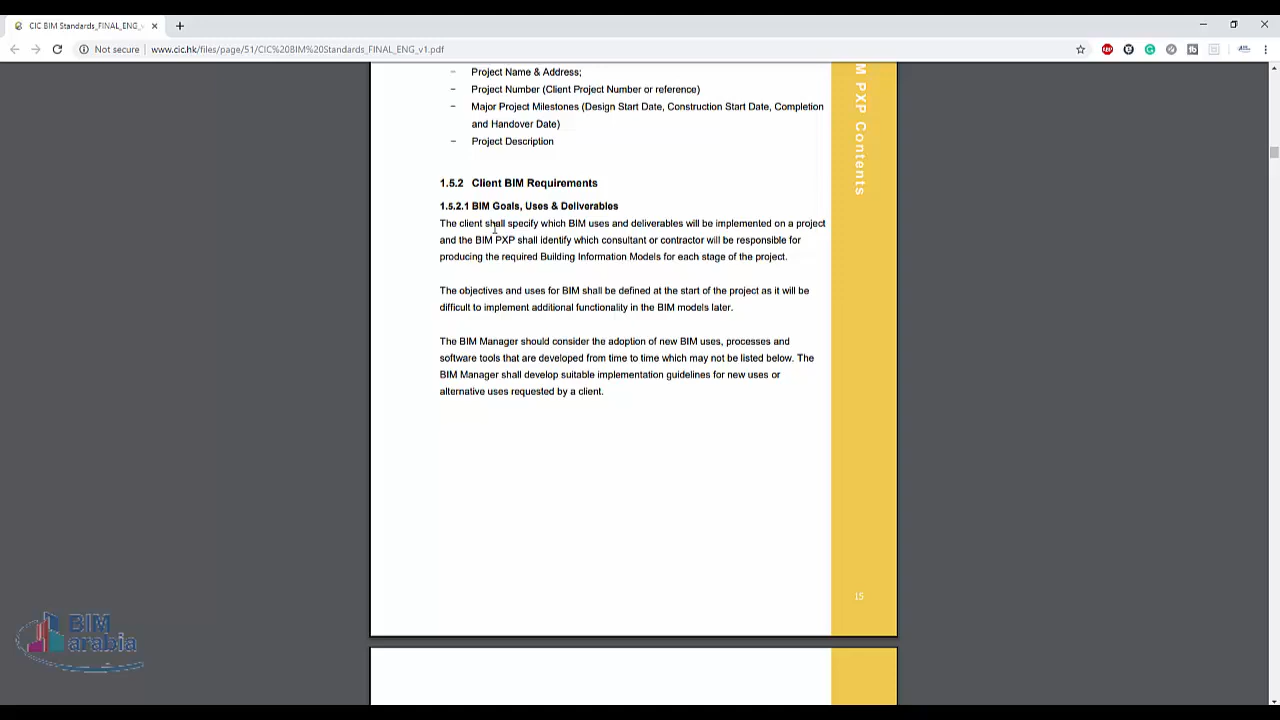 CIC BIM Standards_FINAL_ENG_v
Not secure
www.cic.hk/files/page/51/CIC%20BIM%20Standards_FINAL_ENG_v1.pdf
ABP
M PXP Contents
– Project Name & Address;
– Project Number (Client Project Number or reference)
– Major Project Milestones (Design Start Date, Construction Start Date, Completion
and Handover Date)
– Project Description
1.5.2 Client BIM Requirements
1.5.2.1 BIM Goals, Uses & Deliverables
The client shall specify which BIM uses and deliverables will be implemented on a project
and the BIM PXP shall identify which consultant or contractor will be responsible for
producing the required Building Information Models for each stage of the project.
The objectives and uses for BIM shall be defined at the start of the project as it will be
difficult to implement additional functionality in the BIM models later.
The BIM Manager should consider the adoption of new BIM uses, processes and
software tools that are developed from time to time which may not be listed below. The
BIM Manager shall develop suitable implementation guidelines for new uses or
alternative uses requested by a client.
15
BIM
arabia